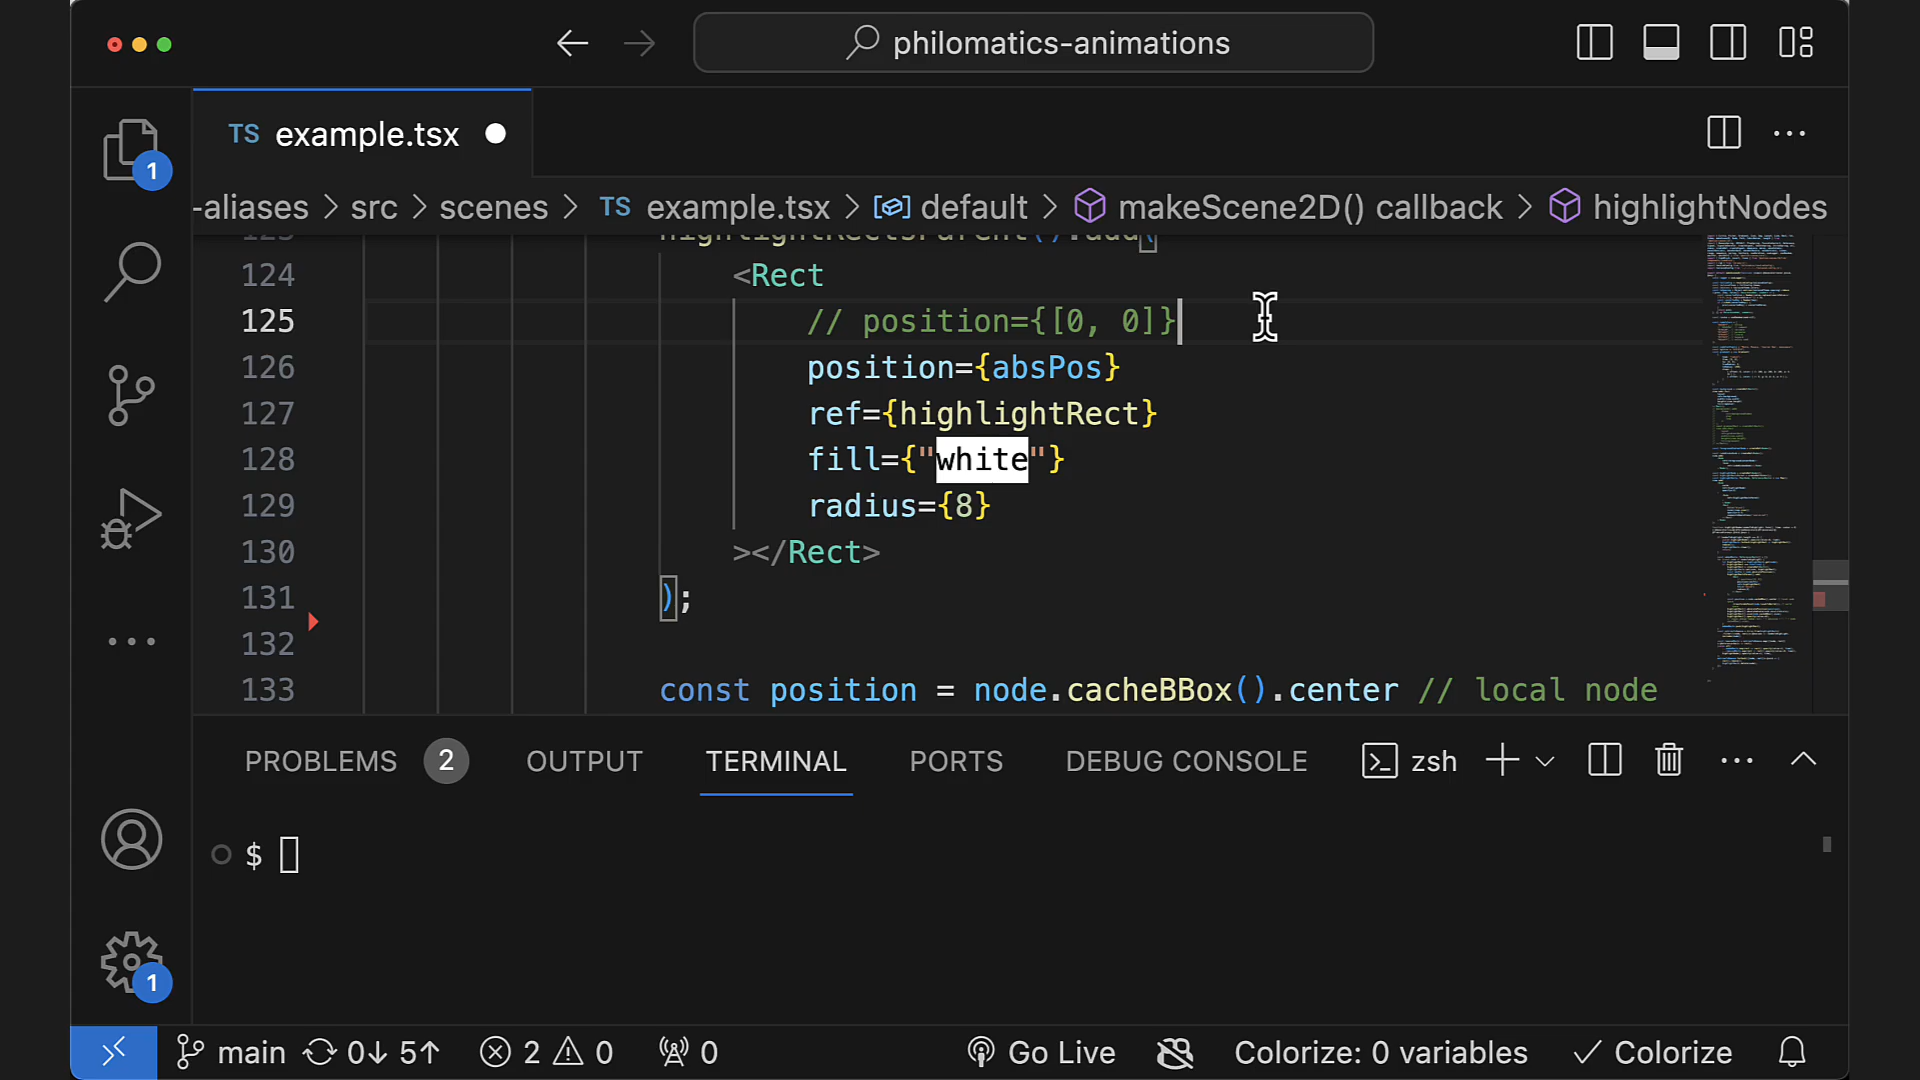 philomatics-animations
TS example.tsx
1
-aliases > src > scenes > TS example.tsx > default > makeScene2D() callback > highlightNodes
124 <Rect
125 // position={[0, 0]}
126 position={absPos}
127 ref={highlightRect}
128 fill={"white"}
129 radius={8}
130 ></Rect>
131 );
132
133 const position = node.cacheBBox().center // local node
PROBLEMS 2 OUTPUT TERMINAL PORTS DEBUG CONSOLE zsh
$
1
main 0↓ 5↑ 2 0 0 Go Live Colorize: 0 variables Colorize